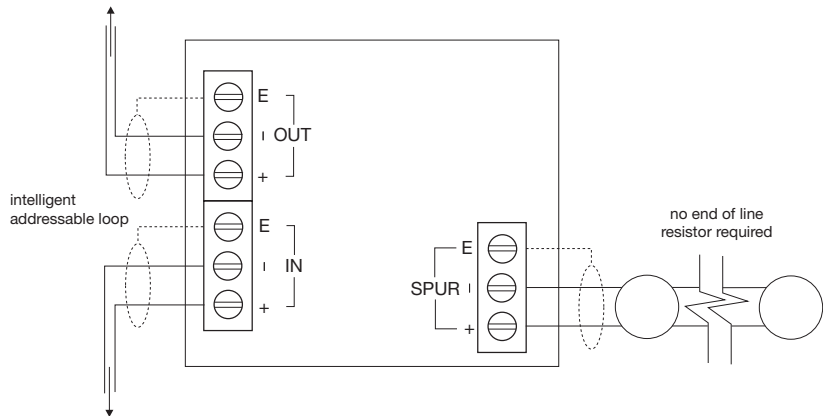 E
– OUT
+
intelligent
addressable loop
E
– IN
+
no end of line
resistor required
E
SPUR –
+